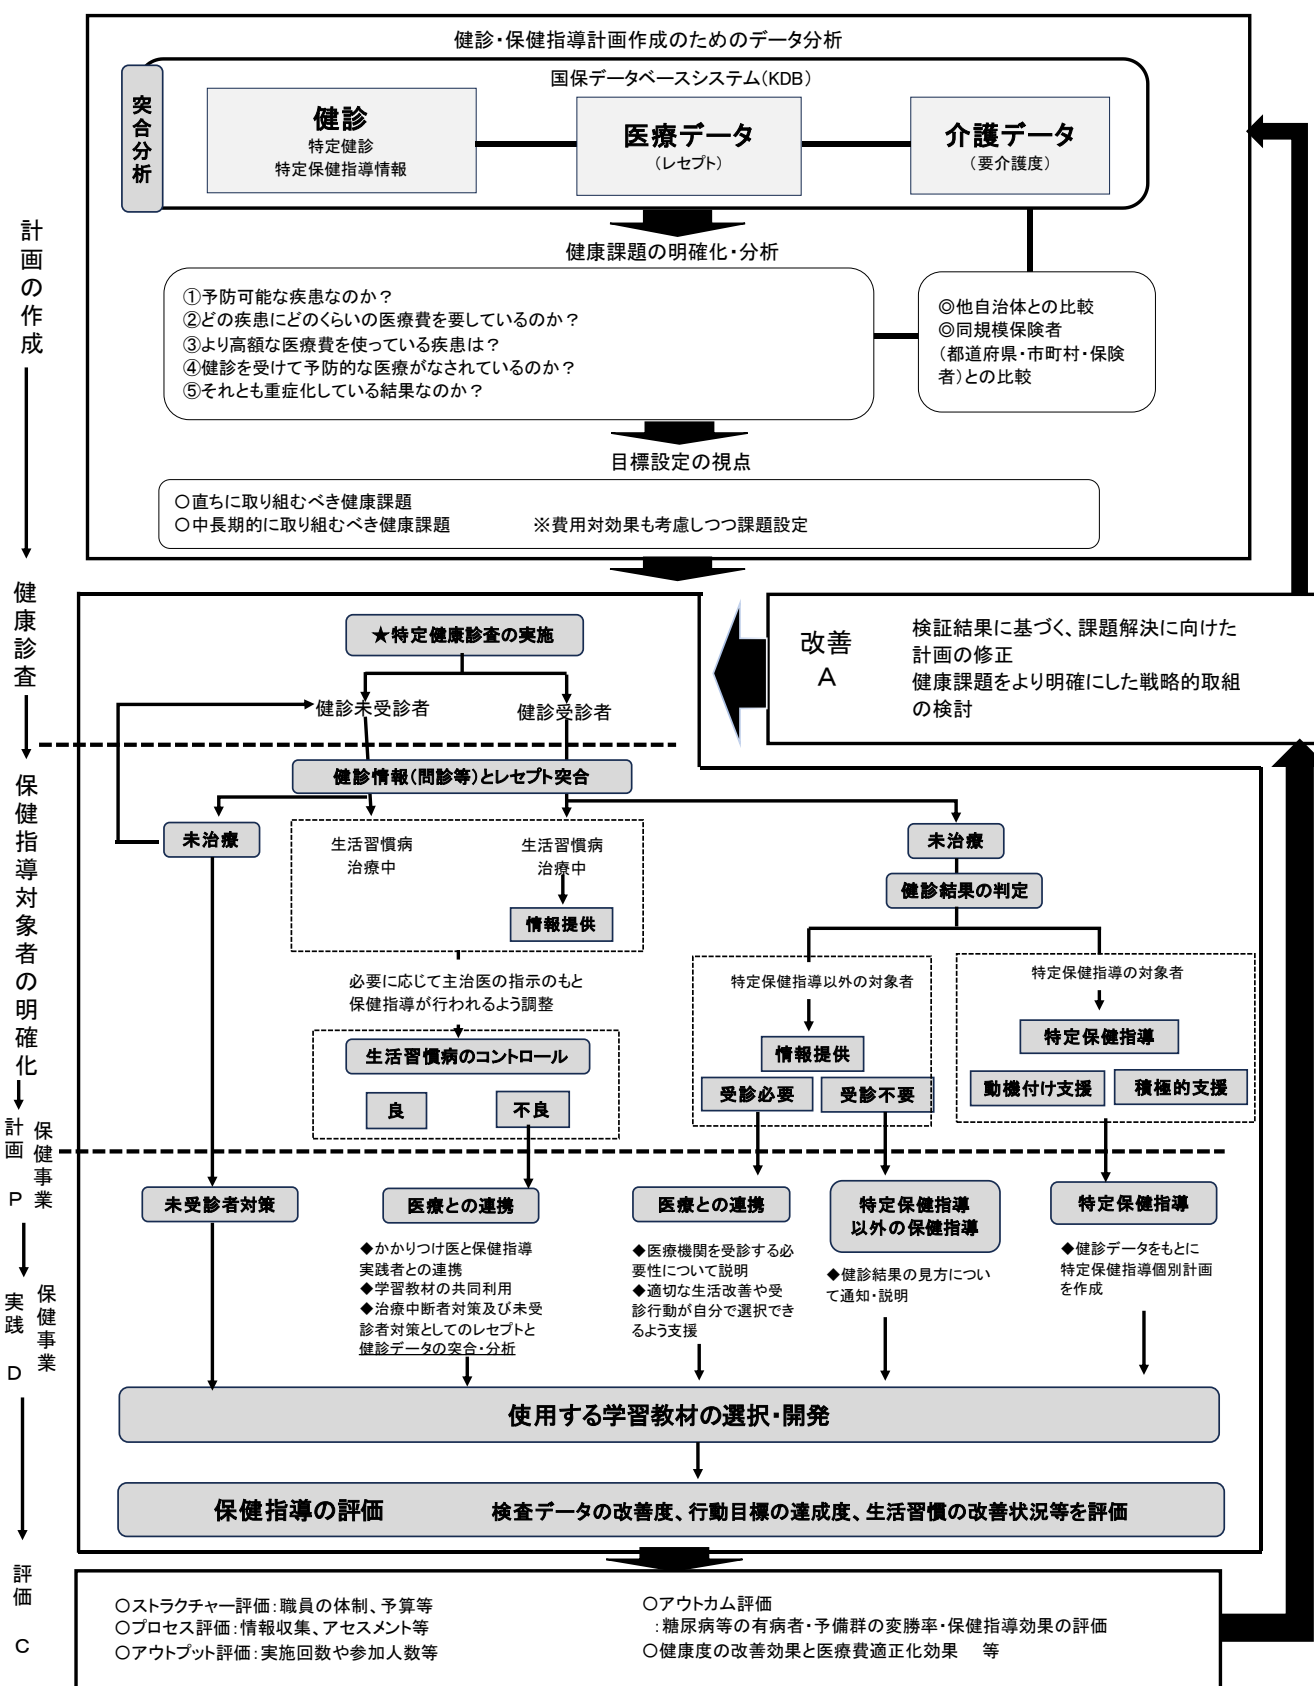 健診・保健指導計画作成のためのデータ分析
国保データベースシステム(KDB)
突合分析
健診
特定健診
特定保健指導情報
医療データ
(レセプト)
介護データ
(要介護度)
計画の作成
健康課題の明確化・分析
①予防可能な疾患なのか？
②どの疾患にどのくらいの医療費を要しているのか？
③より高額な医療費を使っている疾患は？
④健診を受けて予防的な医療がなされているのか？
⑤それとも重症化している結果なのか？
◎他自治体との比較
◎同規模保険者
(都道府県・市町村・保険
者)との比較
目標設定の視点
○直ちに取り組むべき健康課題
○中長期的に取り組むべき健康課題　※費用対効果も考慮しつつ課題設定
健康診査
★特定健康診査の実施
改善
A
検証結果に基づく、課題解決に向けた
計画の修正
健康課題をより明確にした戦略的取組
の検討
健診未受診者
健診受診者
保健指導対象者の明確化
健診情報(問診等)とレセプト突合
未治療
生活習慣病
治療中
生活習慣病
治療中
情報提供
未治療
健診結果の判定
必要に応じて主治医の指示のもと
保健指導が行われるよう調整
特定保健指導以外の対象者
特定保健指導の対象者
生活習慣病のコントロール
良
不良
情報提供
受診必要
受診不要
特定保健指導
動機付け支援
積極的支援
計画 P
保健事業
未受診者対策
医療との連携
医療との連携
特定保健指導
以外の保健指導
特定保健指導
◆かかりつけ医と保健指導
実践者との連携
◆学習教材の共同利用
◆治療中断者対策及び未受
診者対策としてのレセプトと
健診データの突合・分析
◆医療機関を受診する必
要性について説明
◆適切な生活改善や受
診行動が自分で選択でき
るよう支援
◆健診結果の見方につい
て通知・説明
◆健診データをもとに
特定保健指導個別計画
を作成
実践 D
保健事業
使用する学習教材の選択・開発
保健指導の評価　検査データの改善度、行動目標の達成度、生活習慣の改善状況等を評価
評価 C
○ストラクチャー評価：職員の体制、予算等
○プロセス評価：情報収集、アセスメント等
○アウトプット評価：実施回数や参加人数等
○アウトカム評価
：糖尿病等の有病者・予備群の変勝率・保健指導効果の評価
○健康度の改善効果と医療費適正化効果　等